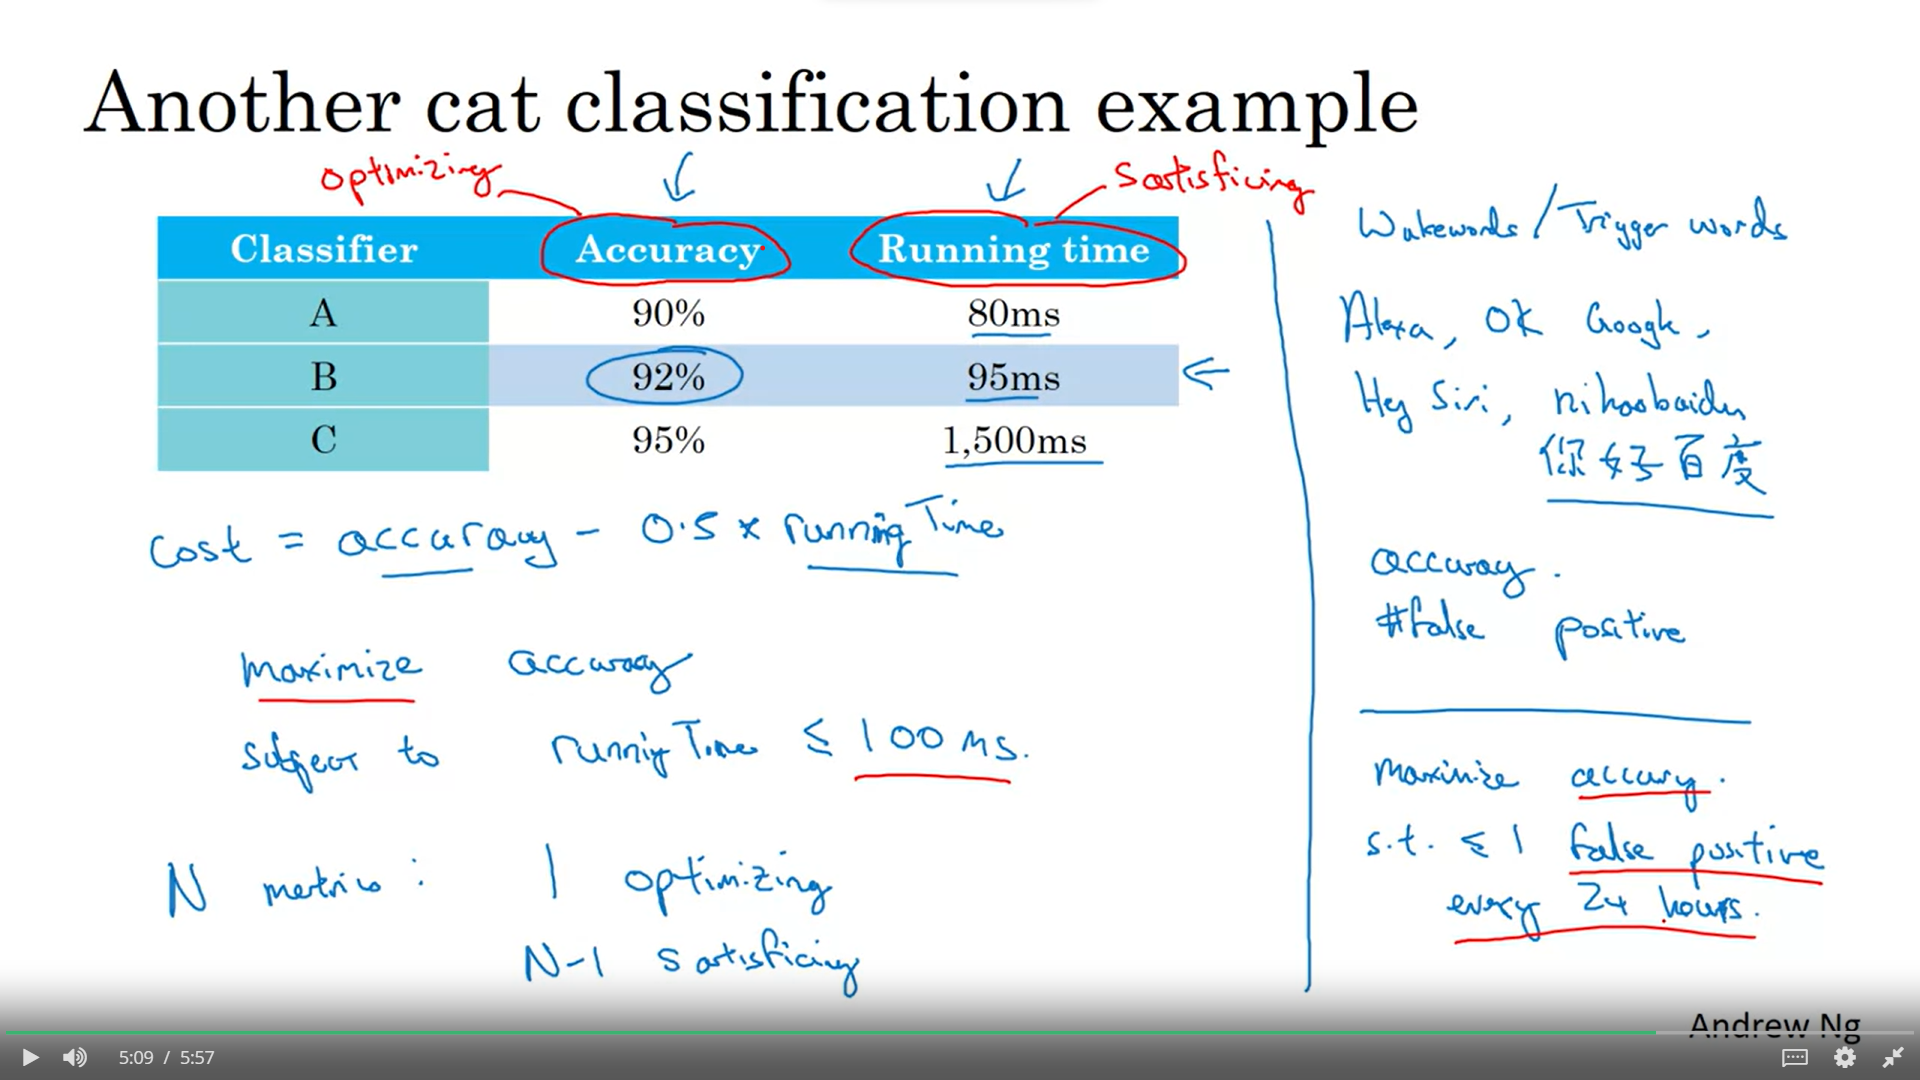 Another cat classification example
optimizing
Satisficing
Classifier Accuracy Running time
A 90% 80ms
B 92% 95ms
C 95% 1,500ms
cost = accuracy - 0.5 * running Time
maximize accuracy
subject to running Time ≤ 100 ms.
N metrics: 1 optimizing
N-1 satisficing
Wakewords / Trigger words
Alexa, OK Google,
Hey Siri, nihaobaidu
你好百度
accuracy.
#false positive
Maximize accuracy.
s.t. ≤ 1 false positive
every 24 hours.
Andrew Ng
5:09 / 5:57